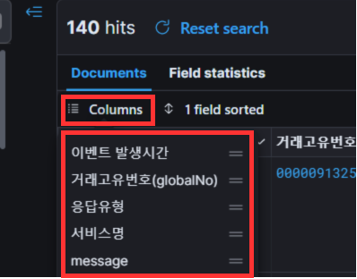 140 hits Reset search
Documents Field statistics
Columns 1 field sorted
이벤트 발생시간
거래고유번호(globalNo)
응답유형
서비스명
message
거래고유번호
0000091325